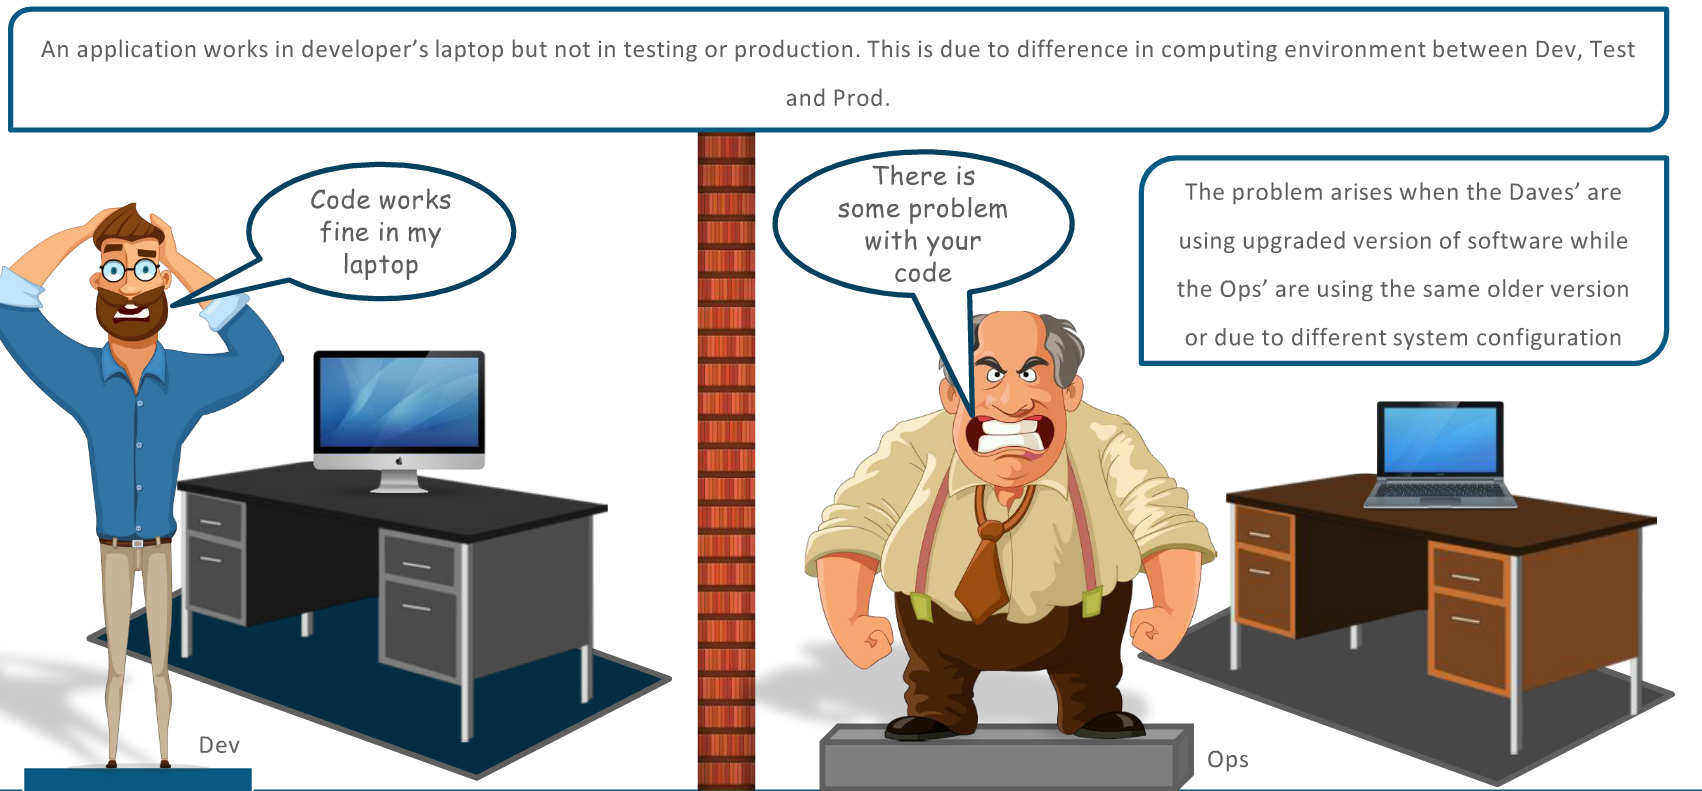 An application works in developer’s laptop but not in testing or production. This is due to difference in computing environment between Dev, Test
and Prod.
Code works
fine in my
laptop
There is
some problem
with your
code
The problem arises when the Daves’ are
using upgraded version of software while
the Ops’ are using the same older version
or due to different system configuration
Dev
Ops